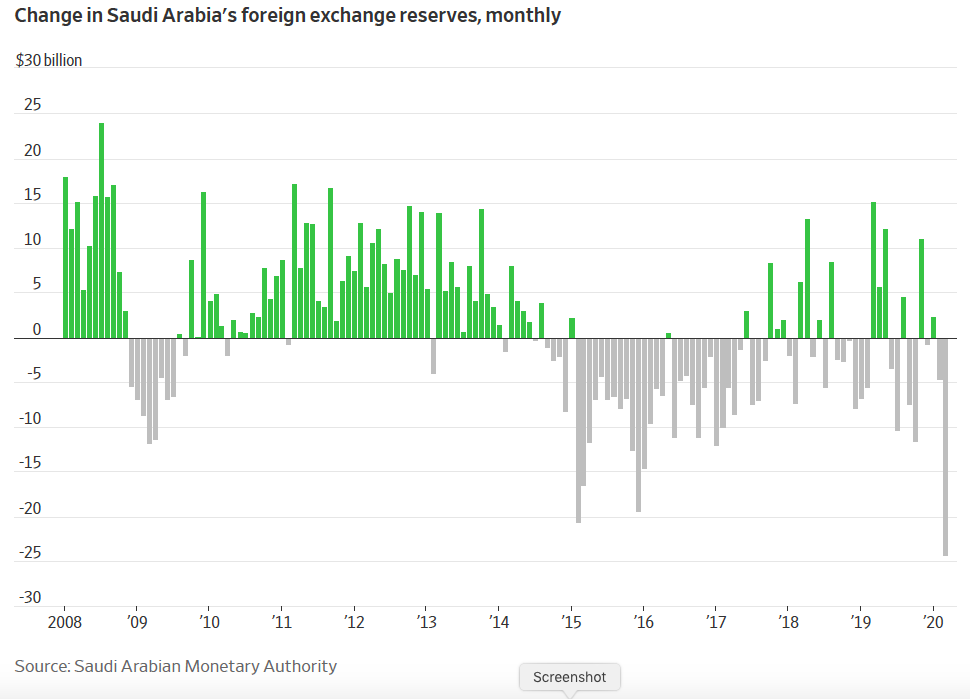 Change in Saudi Arabia's foreign exchange reserves, monthly
$30 billion
25
20
15
10
5
0
-5
-10
-15
-20
-25
-30
2008 '09 '10 '11 '12 '13 '14 '15 '16 '17 '18 '19 '20
Source: Saudi Arabian Monetary Authority
Screenshot